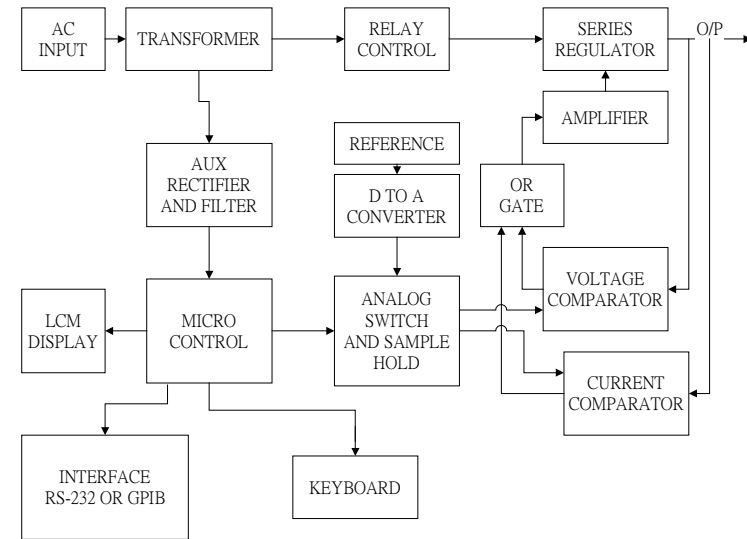 AC
INPUT
TRANSFORMER
RELAY
CONTROL
SERIES
REGULATOR
O/P
AMPLIFIER
REFERENCE
AUX
RECTIFIER
AND FILTER
D TO A
CONVERTER
OR
GATE
VOLTAGE
COMPARATOR
LCM
DISPLAY
MICRO
CONTROL
ANALOG
SWITCH
AND SAMPLE
HOLD
CURRENT
COMPARATOR
INTERFACE
RS-232 OR GPIB
KEYBOARD